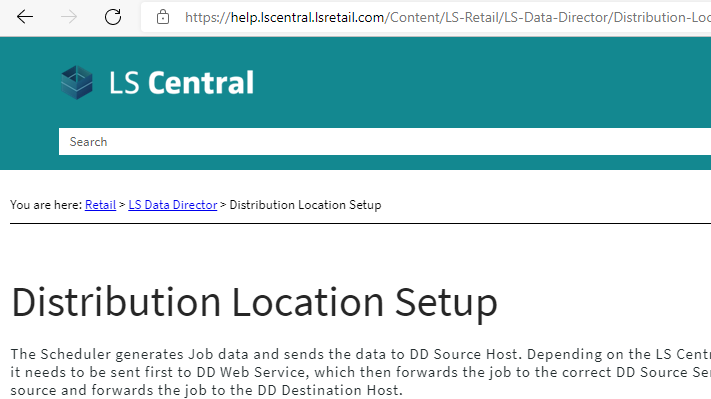 https://help.lscentral.lsretail.com/Content/LS-Retail/LS-Data-Director/Distribution-Loc
LS Central
Search
You are here: Retail > LS Data Director > Distribution Location Setup
Distribution Location Setup
The Scheduler generates Job data and sends the data to DD Source Host. Depending on the LS Centr
it needs to be sent first to DD Web Service, which then forwards the job to the correct DD Source Ser
source and forwards the job to the DD Destination Host.